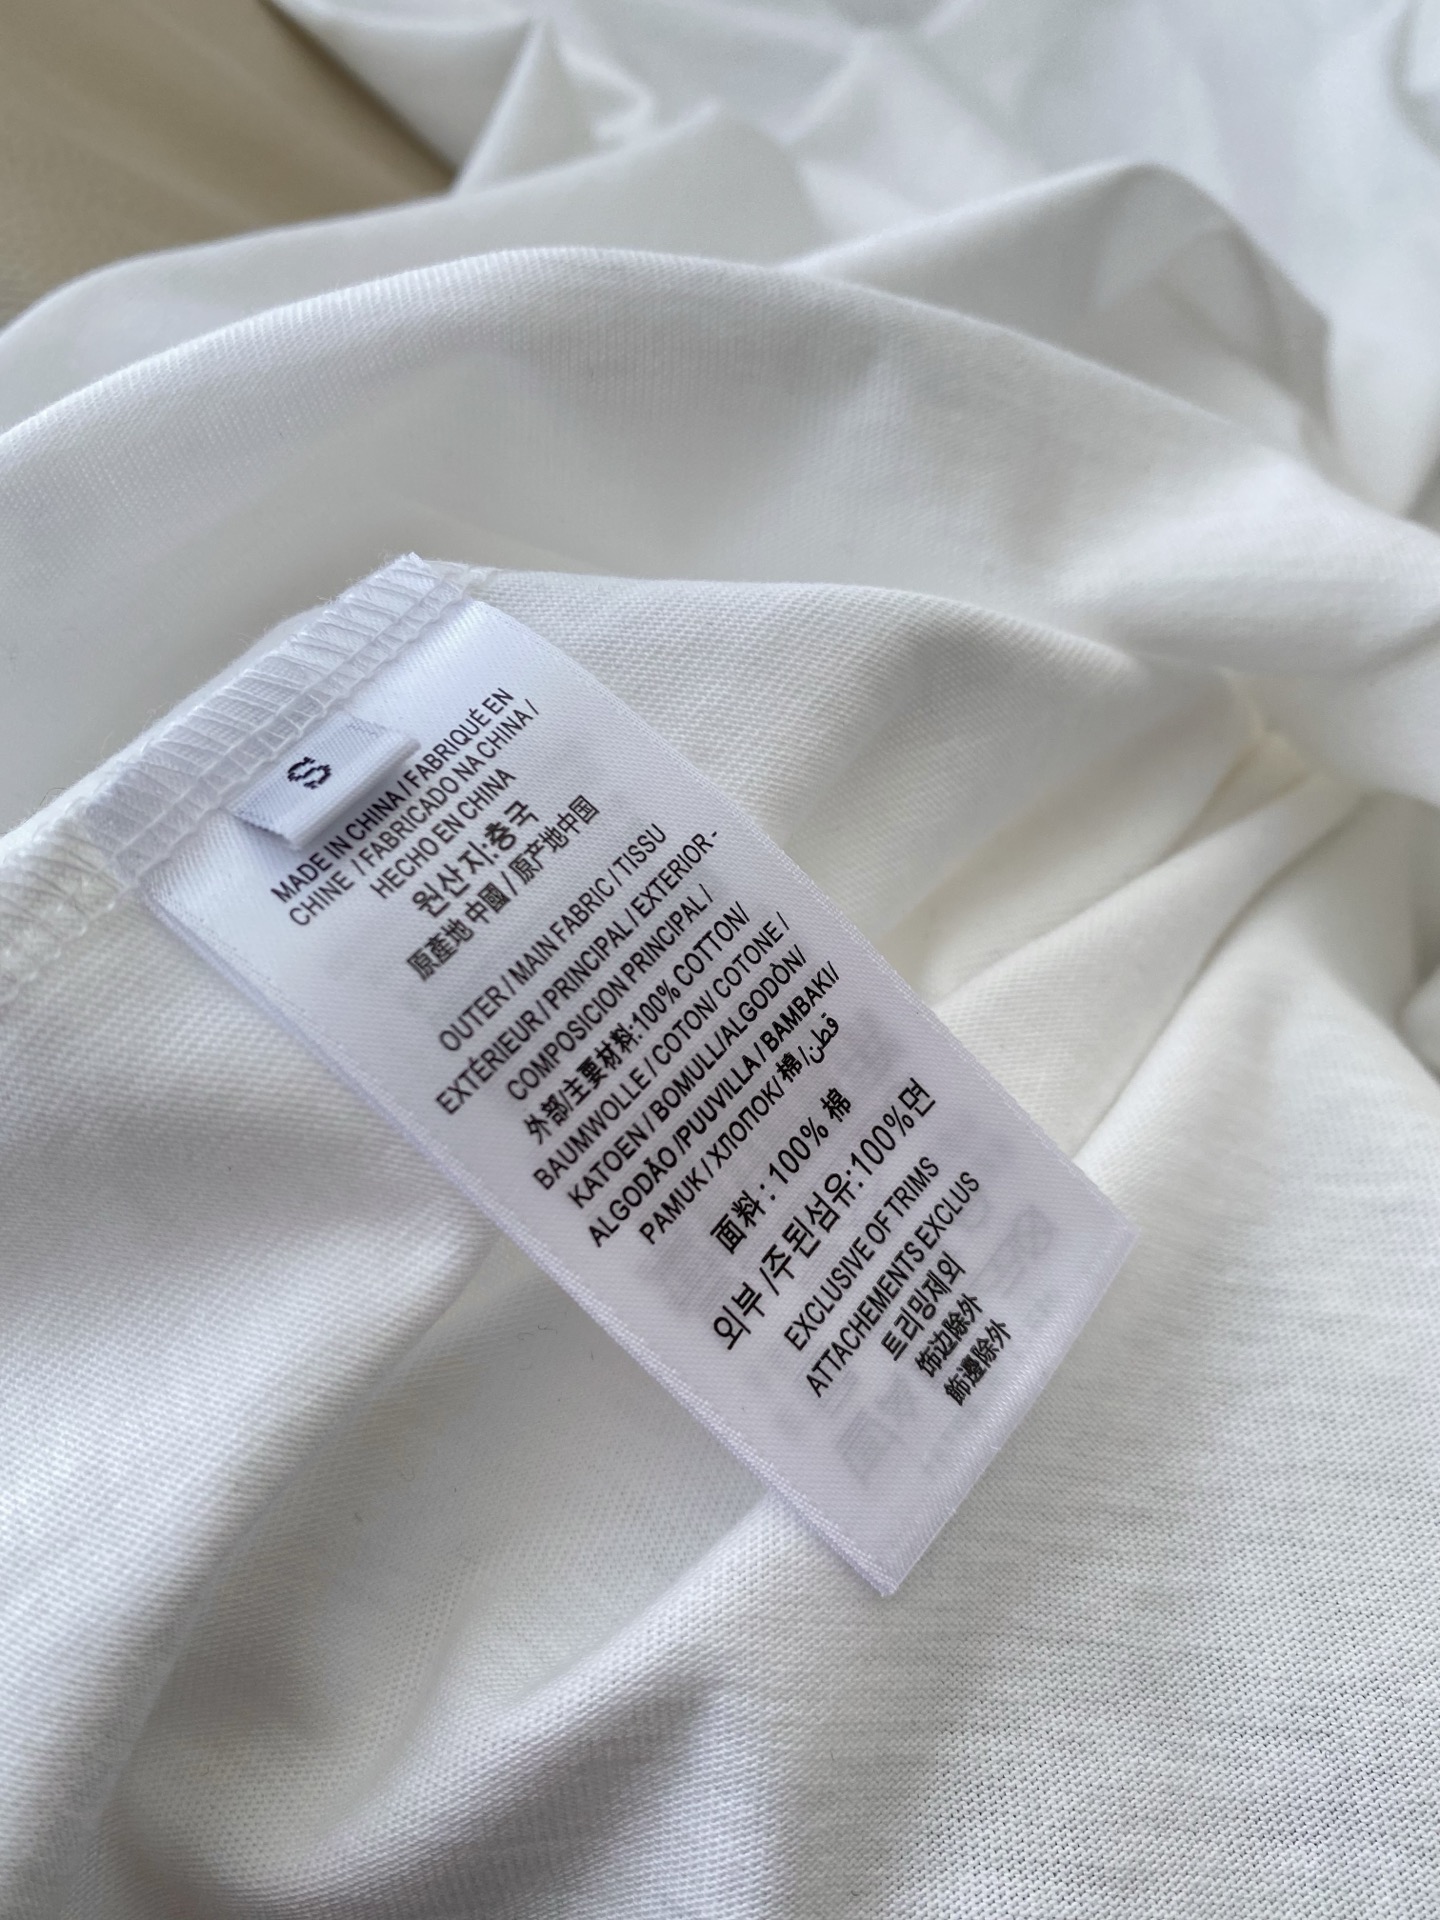 S
MADE IN CHINA / FABRIQUÉ EN
CHINE / FABRICADO NA CHINA /
HECHO EN CHINA
원산지:중국
原產地 中國 / 原产地中国
OUTER / MAIN FABRIC / TISSU
EXTÉRIEUR / PRINCIPAL / EXTERIOR -
COMPOSICION PRINCIPAL /
外部/主要材料:100% COTTON/
BAUMWOLLE / COTON/ COTONE /
KATOEN / BOMULL/ALGODÒN/
ALGODÃO /PUUVILLA / BAMBAKI/
PAMUK / ХЛОПОК/ 棉/قطن
面料 : 100% 棉
외부 /주된섬유:100%면
EXCLUSIVE OF TRIMS
ATTACHEMENTS EXCLUS
트리밍제외
饰边除外
飾邊除外